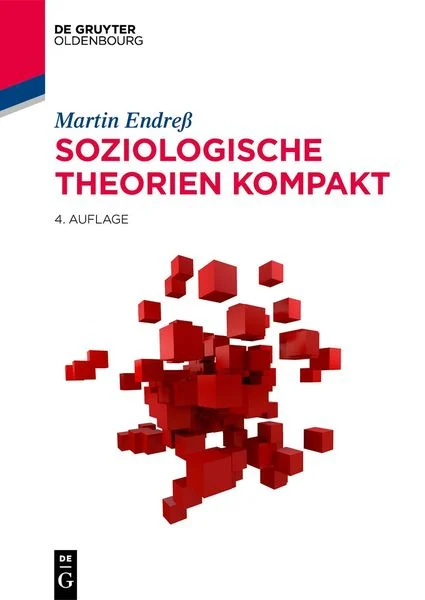 DE GRUYTER
OLDENBOURG
Martin Endreß
SOZIOLOGISCHE
THEORIEN KOMPAKT
4. AUFLAGE
DE
G